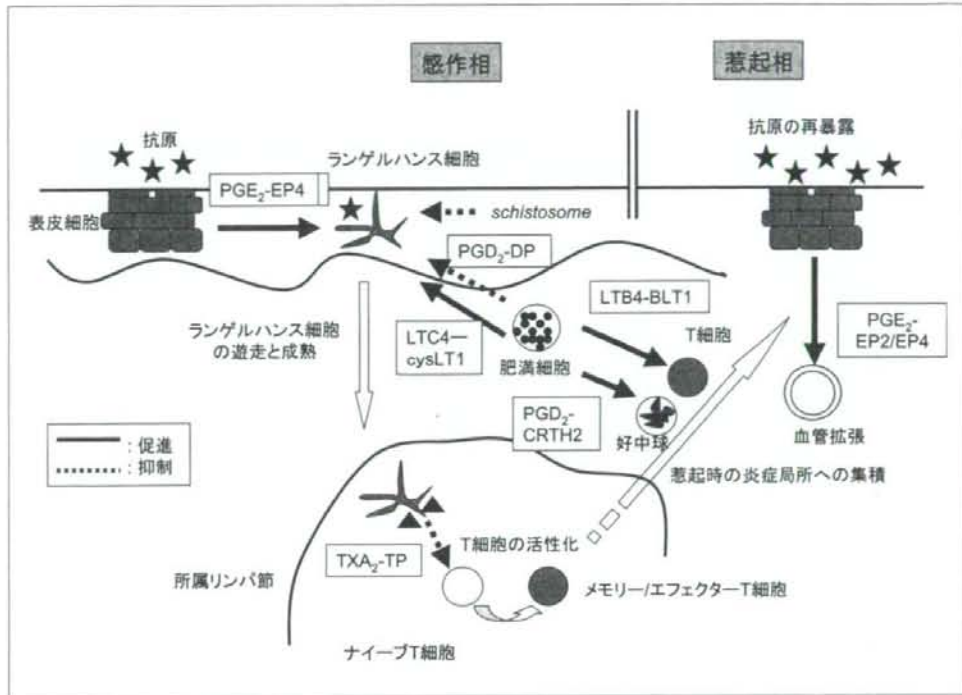 感作相
惹起相
抗原
ランゲルハンス細胞
抗原の再暴露
PGE₂-EP4
表皮細胞
schistosome
PGD₂-DP
LTB4-BLT1
ランゲルハンス細胞
の遊走と成熟
LTC4—
cysLT1
肥満細胞
T細胞
PGE₂-
EP2/EP4
PGD₂-
CRTH2
好中球
血管拡張
: 促進
: 抑制
惹起時の炎症局所への集積
TXA₂-TP
T細胞の活性化
所属リンパ節
メモリー/エフェクターT細胞
ナイーブT細胞